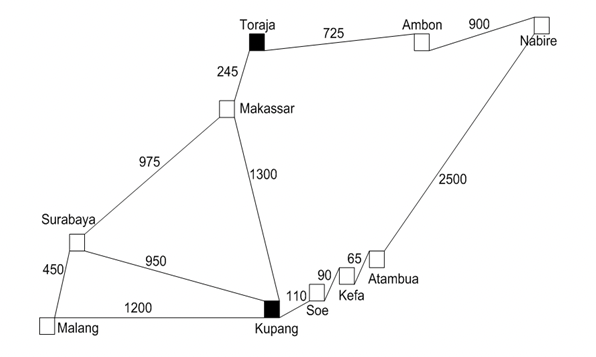 Toraja
Ambon
900
Nabire
725
245
Makassar
975
1300
2500
Surabaya
450
950
65
90
Atambua
110
Kefa
Soe
1200
Malang
Kupang